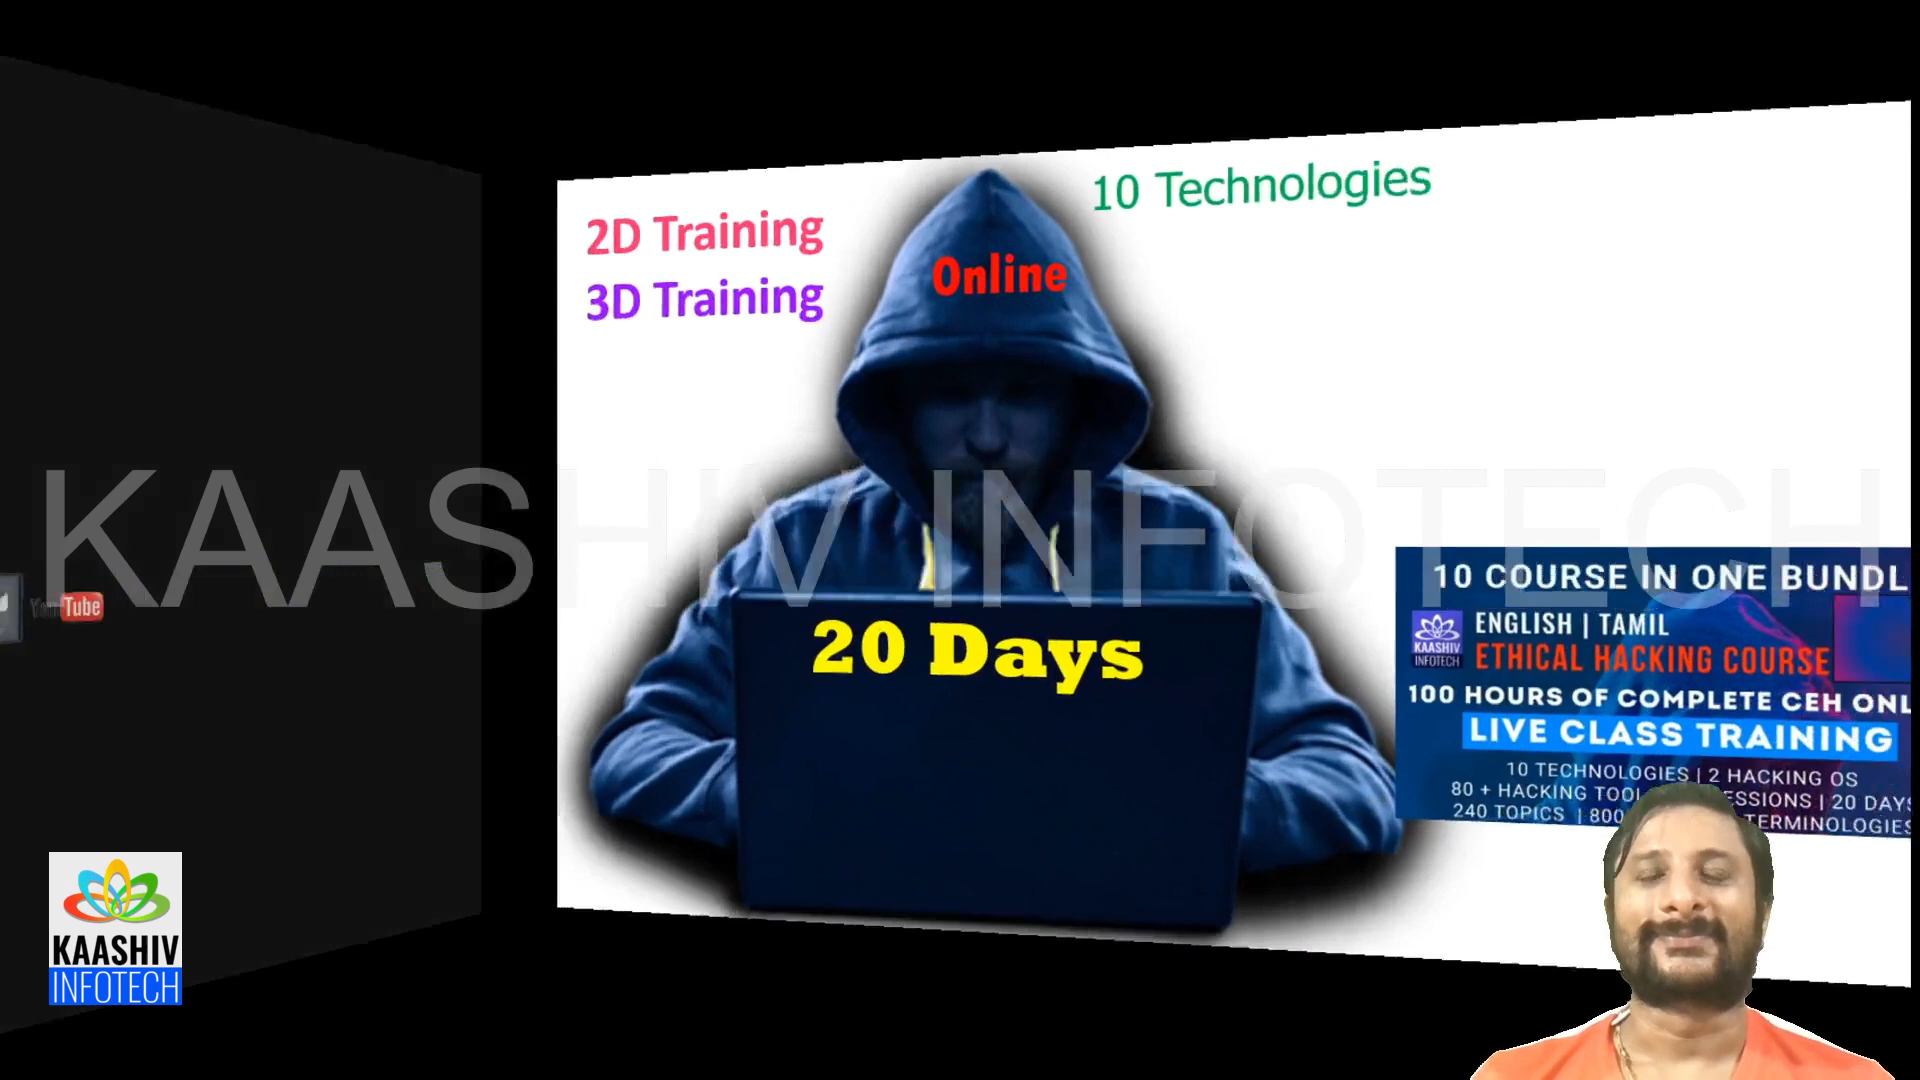 10 Technologies
2D Training
Online
3D Training
KAASHIV INFOTECH
YouTube
20 Days
10 COURSE IN ONE BUNDL
KAASHIV
INFOTECH
ENGLISH | TAMIL
ETHICAL HACKING COURSE
100 HOURS OF COMPLETE CEH ONL
LIVE CLASS TRAINING
10 TECHNOLOGIES | 2 HACKING OS
80 + HACKING TOOL ESSIONS | 20 DAYS
240 TOPICS | 800 TERMINOLOGIES
KAASHIV
INFOTECH